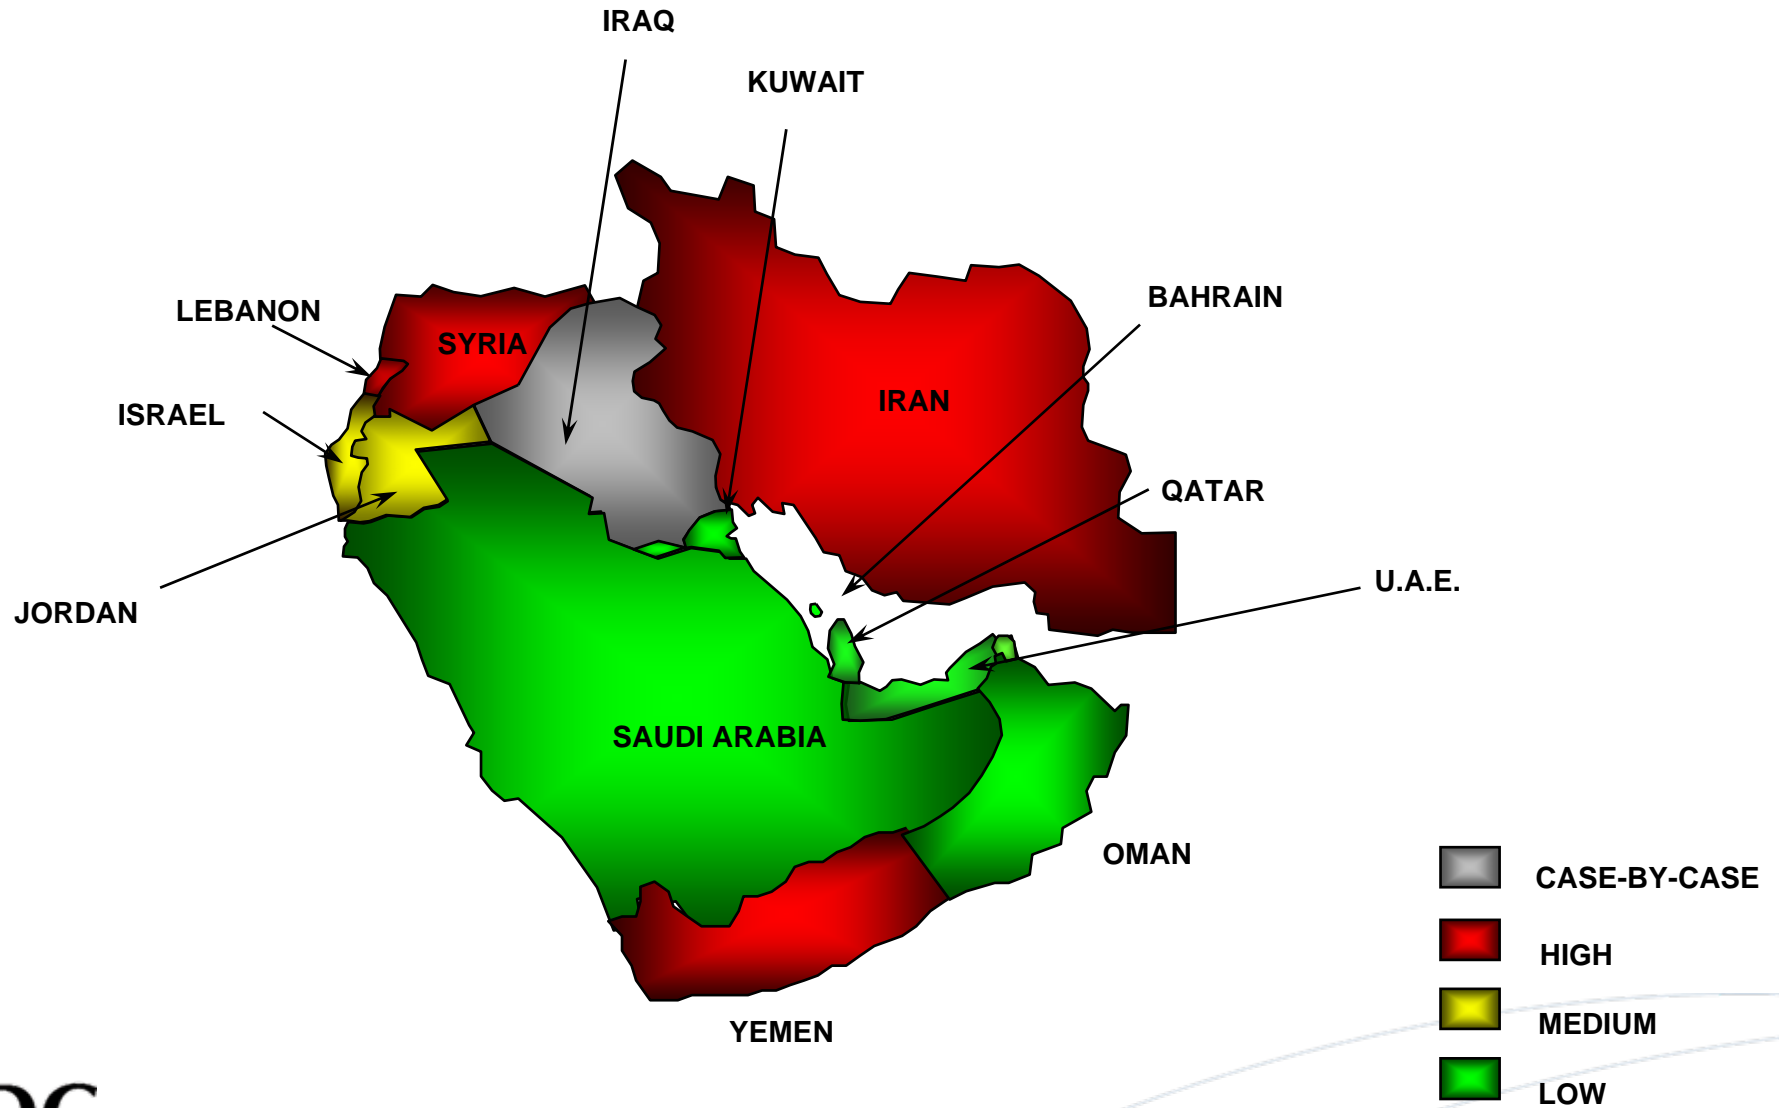 IRAQ
KUWAIT
BAHRAIN
LEBANON
SYRIA
IRAN
ISRAEL
QATAR
U.A.E.
JORDAN
SAUDI ARABIA
OMAN
YEMEN
CASE-BY-CASE
HIGH
MEDIUM
LOW